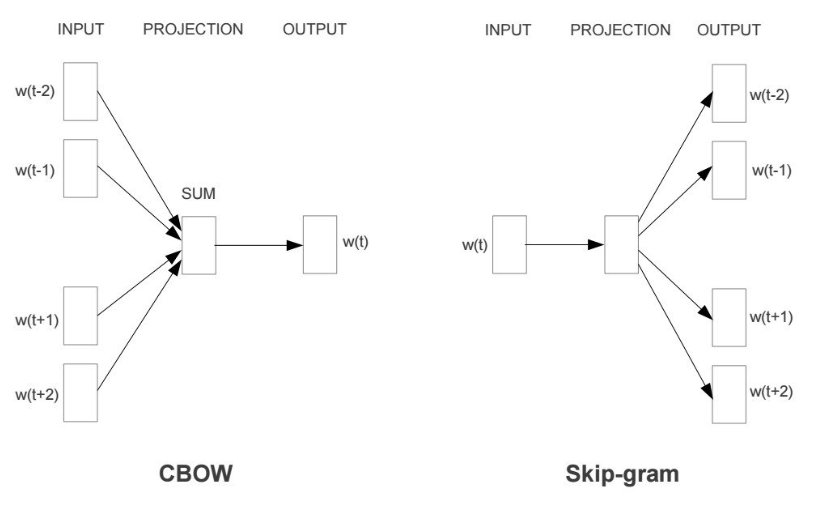 INPUT PROJECTION OUTPUT
w(t-2)
w(t-1)
SUM
w(t)
w(t+1)
w(t+2)
CBOW
INPUT PROJECTION OUTPUT
w(t-2)
w(t-1)
w(t)
w(t+1)
w(t+2)
Skip-gram